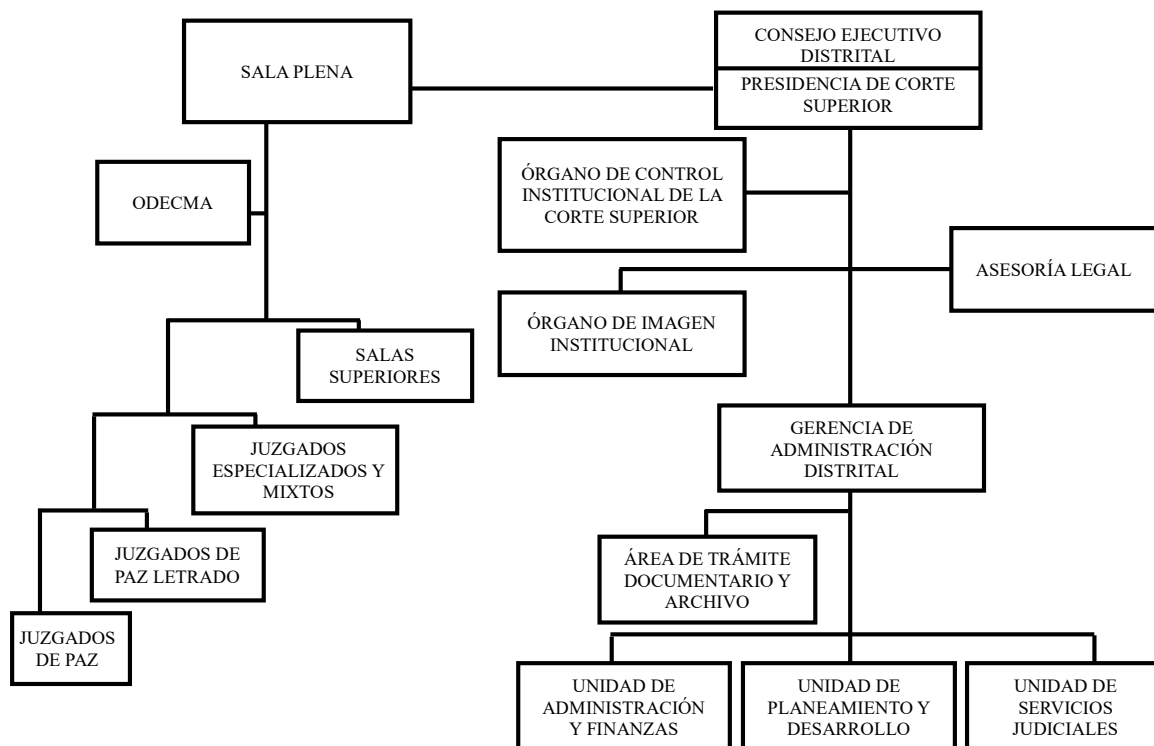 SALA PLENA
CONSEJO EJECUTIVO
DISTRITAL
PRESIDENCIA DE CORTE
SUPERIOR
ÓRGANO DE CONTROL
INSTITUCIONAL DE LA
CORTE SUPERIOR
ODECMA
ASESORÍA LEGAL
ÓRGANO DE IMAGEN
INSTITUCIONAL
SALAS
SUPERIORES
JUZGADOS
ESPECIALIZADOS Y
MIXTOS
GERENCIA DE
ADMINISTRACIÓN
DISTRITAL
JUZGADOS DE
PAZ LETRADO
ÁREA DE TRÁMITE
DOCUMENTARIO Y
ARCHIVO
JUZGADOS
DE PAZ
UNIDAD DE
ADMINISTRACIÓN
Y FINANZAS
UNIDAD DE
PLANEAMIENTO Y
DESARROLLO
UNIDAD DE
SERVICIOS
JUDICIALES